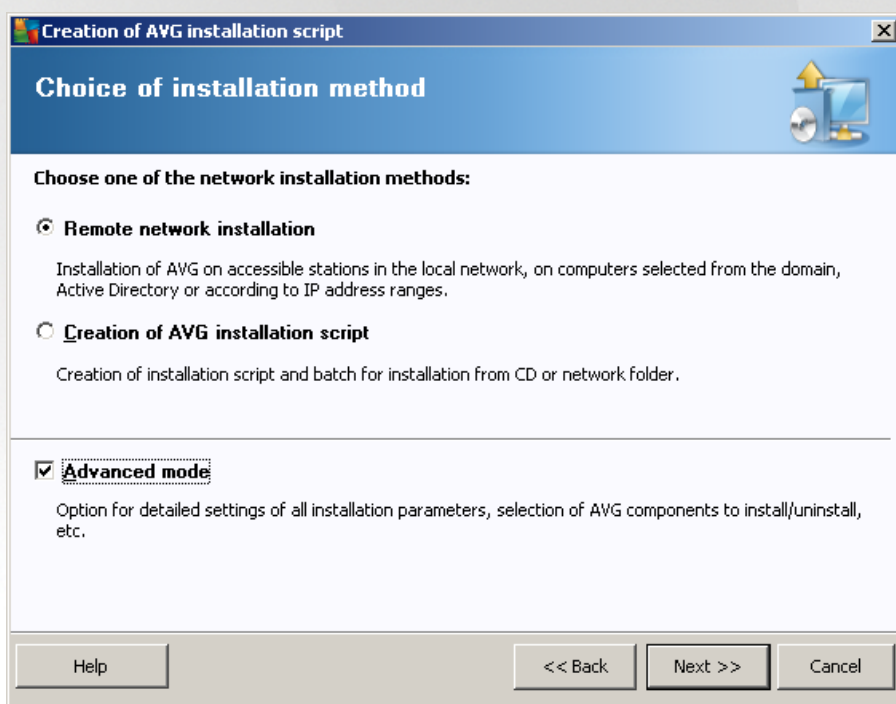 Creation of AVG installation script
Choice of installation method
Choose one of the network installation methods:
Remote network installation
Installation of AVG on accessible stations in the local network, on computers selected from the domain,
Active Directory or according to IP address ranges.
Creation of AVG installation script
Creation of installation script and batch for installation from CD or network folder.
Advanced mode
Option for detailed settings of all installation parameters, selection of AVG components to install/uninstall,
etc.
Help
<< Back
Next >>
Cancel